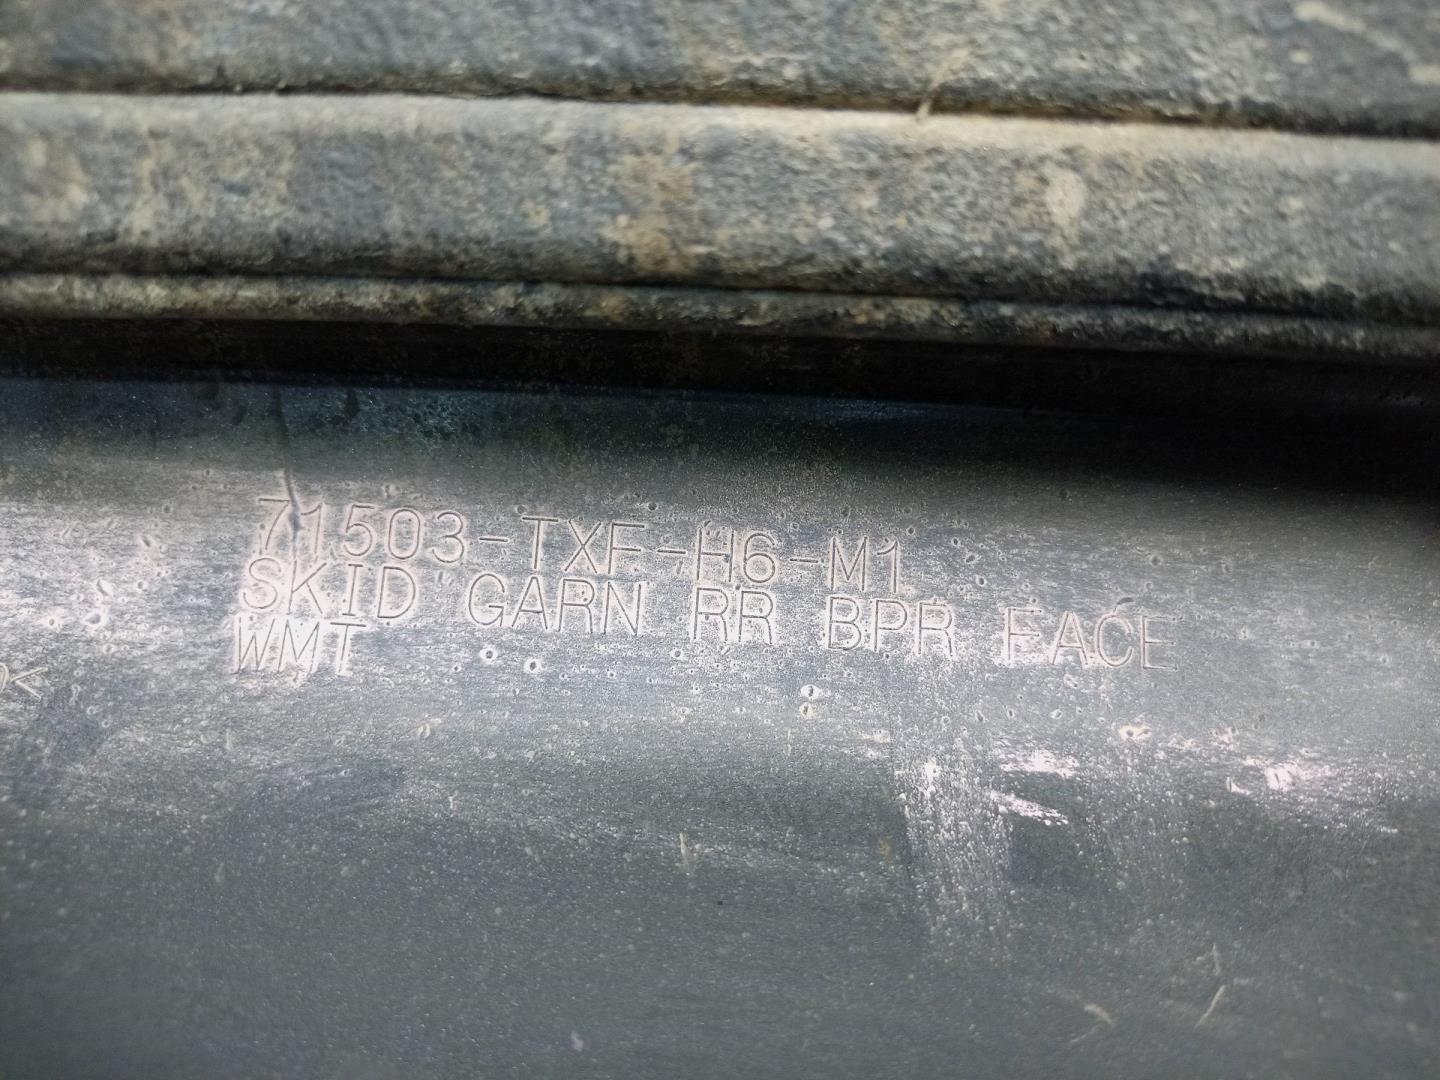 71503-TXF-H6-M1
SKID GARN RR BPR FACE
WMT